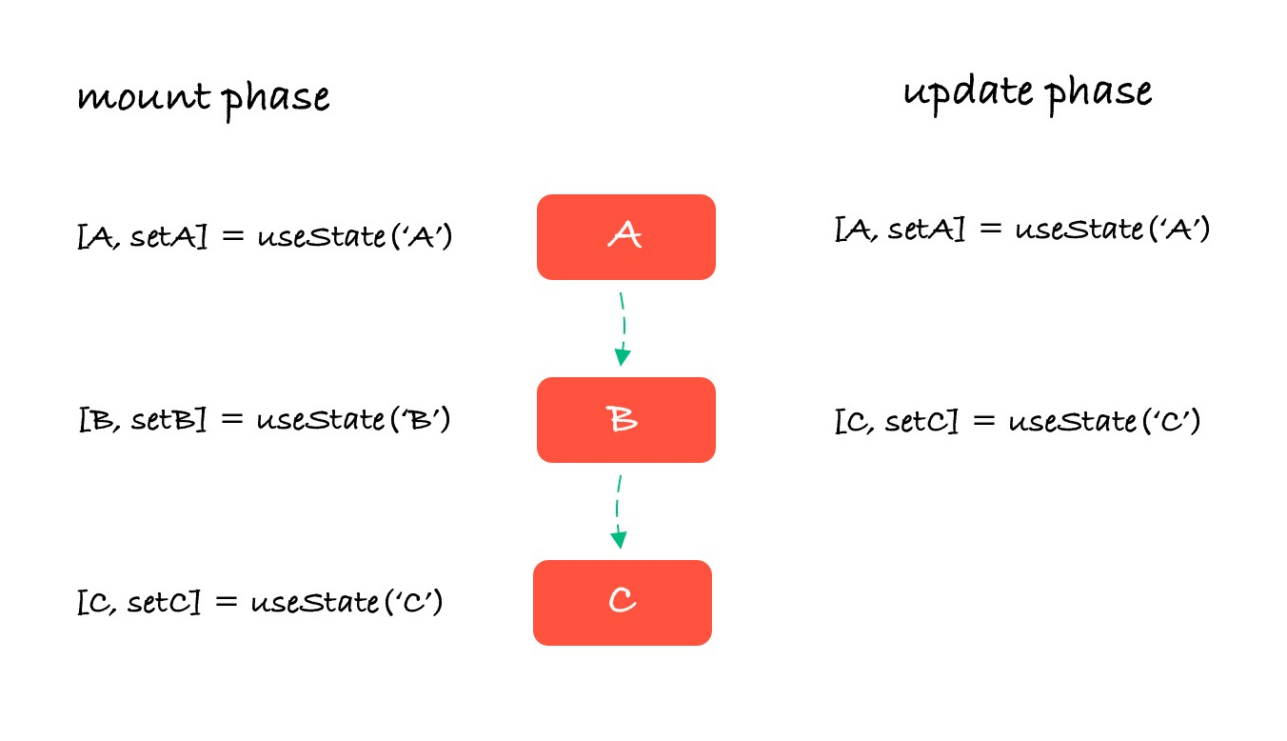 mount phase
update phase
[A, setA] = useState(‘A’)
A
[A, setA] = useState(‘A’)
[B, setB] = useState(‘B’)
B
[C, setC] = useState(‘C’)
[C, setC] = useState(‘C’)
C